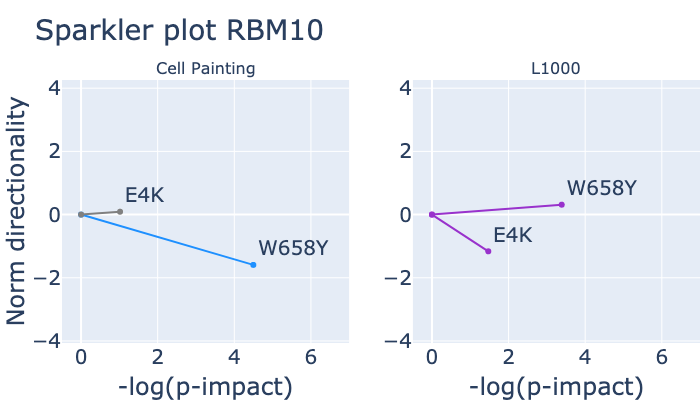 Sparkler plot RBM10
Cell Painting
L1000
Norm directionality
4
2
0
−2
−4
0
2
4
6
E4K
W658Y
-log(p-impact)
4
2
0
−2
−4
0
2
4
6
W658Y
E4K
-log(p-impact)